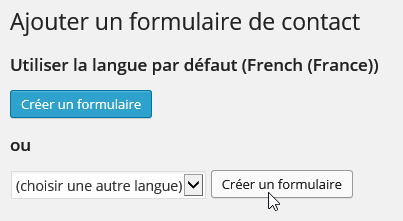 Ajouter un formulaire de contact
Utiliser la langue par défaut (French (France))
Créer un formulaire
ou
(choisir une autre langue) Créer un formulaire